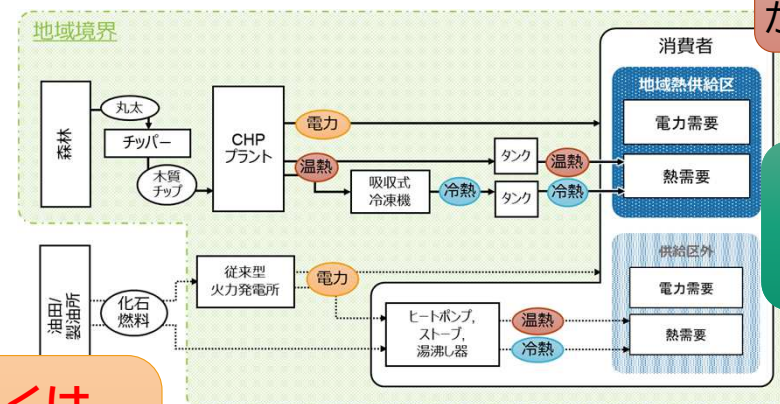 地域境界
消費者
地域熱供給区
電力需要
熱需要
森林
丸太
チッパー
木質
チップ
CHP
プラント
電力
温熱
タンク
温熱
吸収式
冷凍機
冷熱
タンク
冷熱
供給区外
電力需要
熱需要
油田/
製油所
化石
燃料
従来型
火力発電所
電力
ヒートポンプ,
ストーブ,
湯沸し器
温熱
冷熱
くは